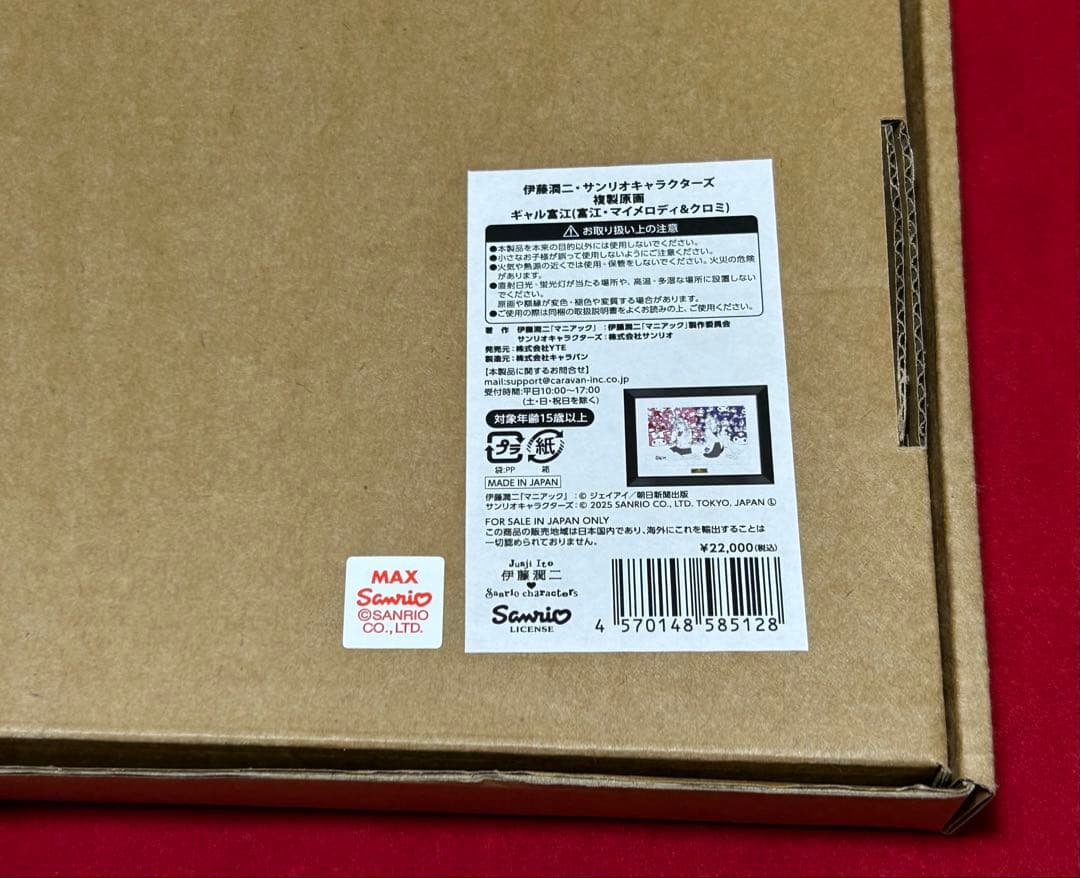 伊藤潤二・サンリオキャラクターズ
複製原画
ギャル富江(富江・マイメロディ&クロミ)
⚠ お取り扱い上の注意
●本製品を本来の目的以外には使用しないでください。
●小さなお子様が誤って使用しないようにご注意ください。
●火気や熱源の近くでは使用・保管をしないでください。火災の危険
があります。
●直射日光・蛍光灯が当たる場所や、高温・多湿な場所に設置しない
でください。
原画や額縁が変色・褪色や変質する場合があります。
●ご使用の際は同梱の取扱説明書をよくお読みの上、ご使用ください。
著 作 伊藤潤二『マニアック』:伊藤潤二『マニアック』製作委員会
サンリオキャラクターズ:株式会社サンリオ
発売元:株式会社YTE
製造元:株式会社キャラバン
【本製品に関するお問合せ】
mail:support@caravan-inc.co.jp
受付時間:平日10:00〜17:00
(土・日・祝日を除く)
対象年齢15歳以上
プラ 紙
袋:PP 箱
MADE IN JAPAN
伊藤潤二『マニアック』:© ジェイアイ/朝日新聞出版
サンリオキャラクターズ:© 2025 SANRIO CO., LTD. TOKYO, JAPAN Ⓛ
FOR SALE IN JAPAN ONLY
この商品の販売地域は日本国内であり、海外にこれを輸出することは
一切認められておりません。
¥22,000(税込)
Junji Ito
伊藤潤二
♥
Sanrio characters
Sanrio
LICENSE
4 570148 585128
MAX
Sanrio
©SANRIO
CO.,LTD.